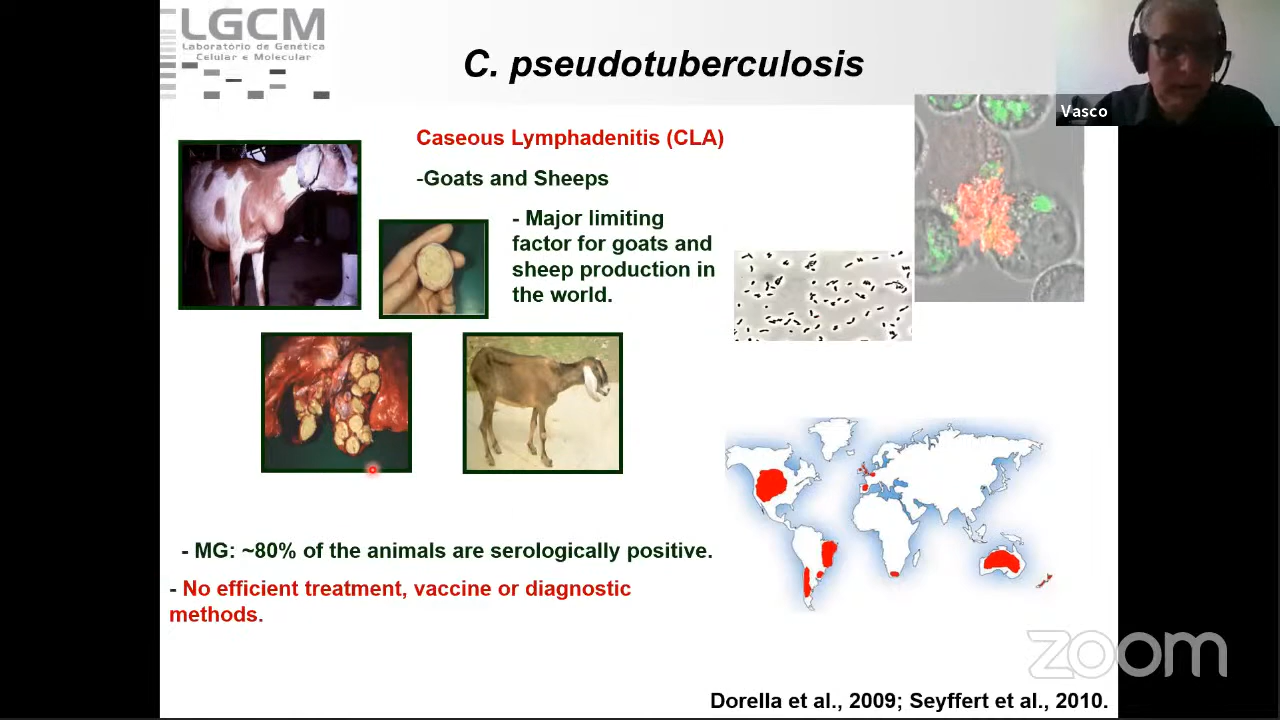 LGCM
Laboratório de Genética
Celular e Molecular
C. pseudotuberculosis
Vasco
Caseous Lymphadenitis (CLA)
-Goats and Sheeps
- Major limiting
factor for goats and
sheep production in
the world.
- MG: ~80% of the animals are serologically positive.
- No efficient treatment, vaccine or diagnostic
methods.
zoom
Dorella et al., 2009; Seyffert et al., 2010.